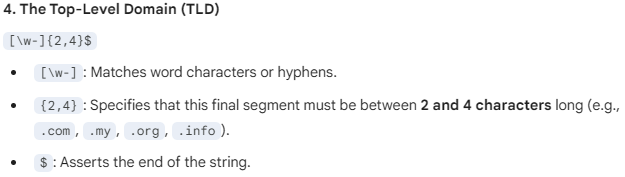 4. The Top-Level Domain (TLD)
[\w-]{2,4}$
• [\w-] : Matches word characters or hyphens.
• {2,4} : Specifies that this final segment must be between 2 and 4 characters long (e.g.,
.com , .my , .org , .info ).
• $ : Asserts the end of the string.